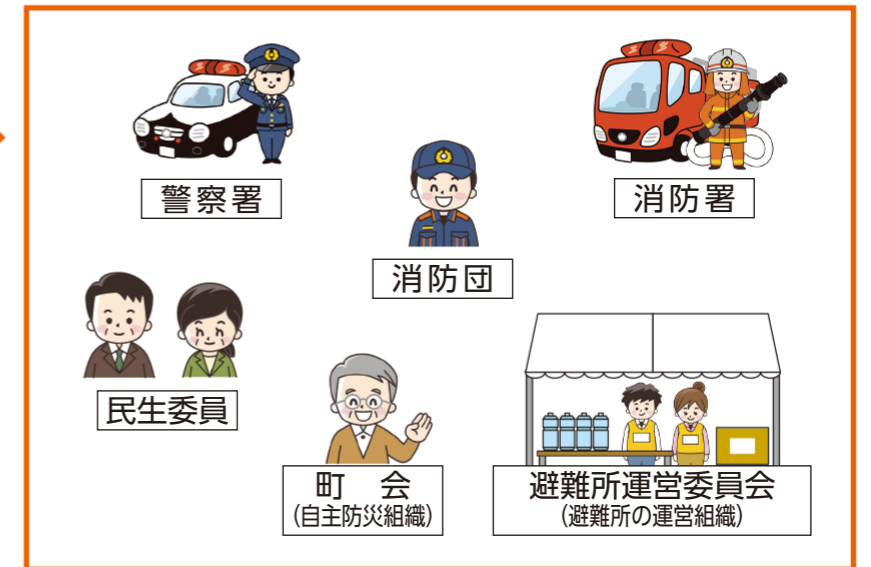 警察署
消防署
消防団
民生委員
町　会
(自主防災組織)
避難所運営委員会
(避難所の運営組織)